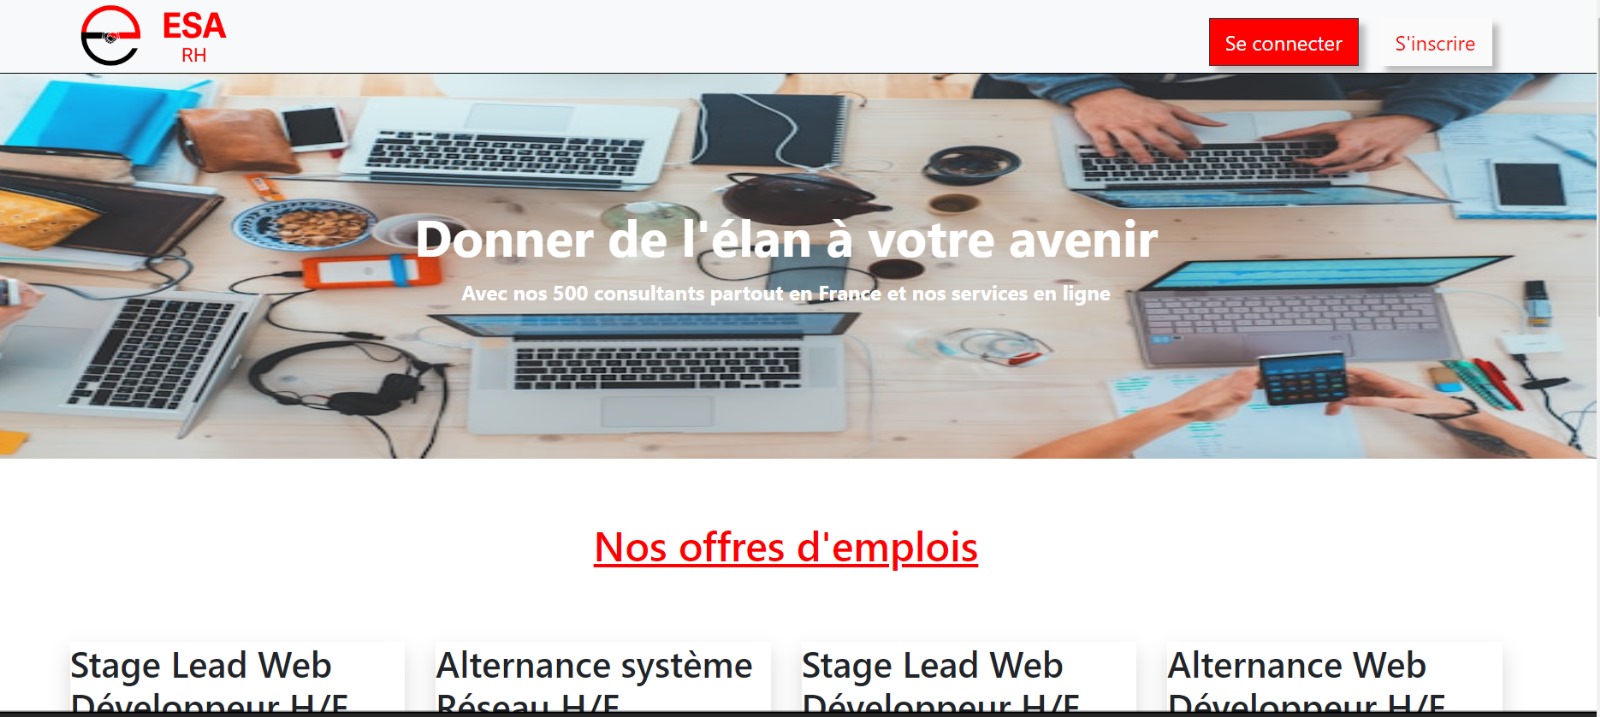 ESA
RH
Se connecter
S'inscrire
Donner de l'élan à votre avenir
Avec nos 500 consultants partout en France et nos services en ligne
Nos offres d'emplois
Stage Lead Web
Développeur H/F
Alternance système
Réseau H/F
Stage Lead Web
Développeur H/F
Alternance Web
Développeur H/F